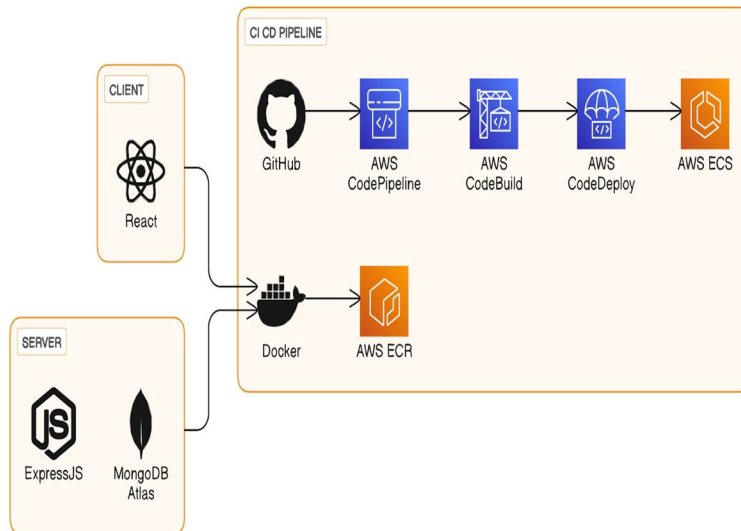 CI CD PIPELINE
CLIENT
GitHub
AWS
CodePipeline
AWS
CodeBuild
AWS
CodeDeploy
AWS ECS
React
Docker
AWS ECR
SERVER
JS
ExpressJS
MongoDB
Atlas